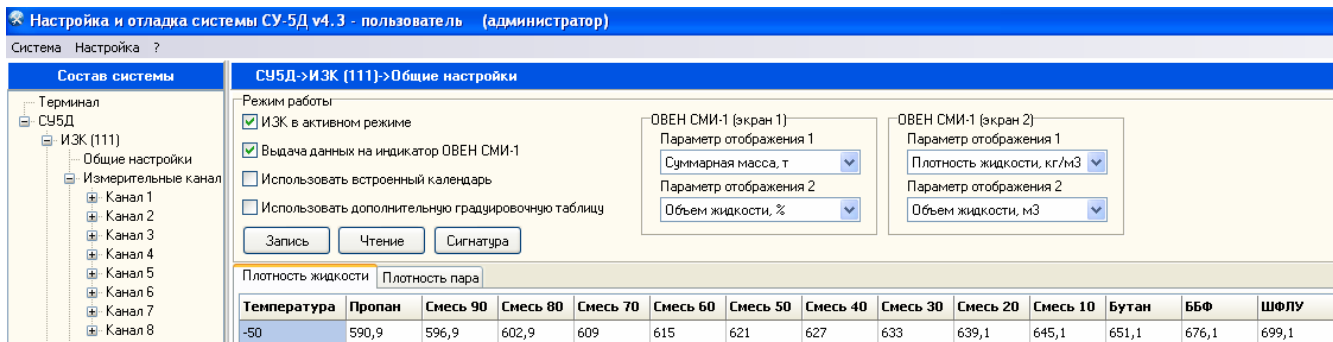 Настройка и отладка системы СУ-5Д v4.3 - пользователь (администратор)
Система Настройка ?
Состав системы
СУ5Д->ИЗК (111)->Общие настройки
Терминал
СУ5Д
ИЗК (111)
Общие настройки
Измерительные канал
Канал 1
Канал 2
Канал 3
Канал 4
Канал 5
Канал 6
Канал 7
Канал 8
Режим работы
ИЗК в активном режиме
Выдача данных на индикатор ОВЕН СМИ-1
Использовать встроенный календарь
Использовать дополнительную градуировочную таблицу
Запись Чтение Сигнатура
ОВЕН СМИ-1 (экран 1)
Параметр отображения 1
Суммарная масса, т
Параметр отображения 2
Объем жидкости, %
ОВЕН СМИ-1 (экран 2)
Параметр отображения 1
Плотность жидкости, кг/м3
Параметр отображения 2
Объем жидкости, м3
Плотность жидкости Плотность пара
Температура Пропан Смесь 90 Смесь 80 Смесь 70 Смесь 60 Смесь 50 Смесь 40 Смесь 30 Смесь 20 Смесь 10 Бутан ББФ ШФЛУ
-50 590,9 596,9 602,9 609 615 621 627 633 639,1 645,1 651,1 676,1 699,1